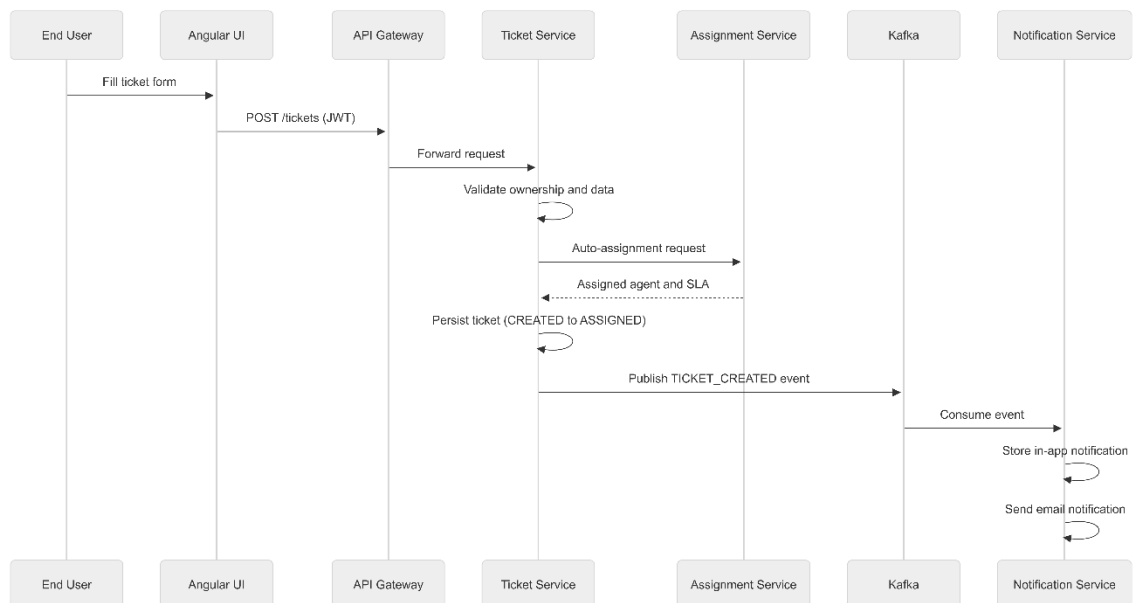 End User
Angular UI
API Gateway
Ticket Service
Assignment Service
Kafka
Notification Service
Fill ticket form
POST /tickets (JWT)
Forward request
Validate ownership and data
Auto-assignment request
Assigned agent and SLA
Persist ticket (CREATED to ASSIGNED)
Publish TICKET_CREATED event
Consume event
Store in-app notification
Send email notification
End User
Angular UI
API Gateway
Ticket Service
Assignment Service
Kafka
Notification Service